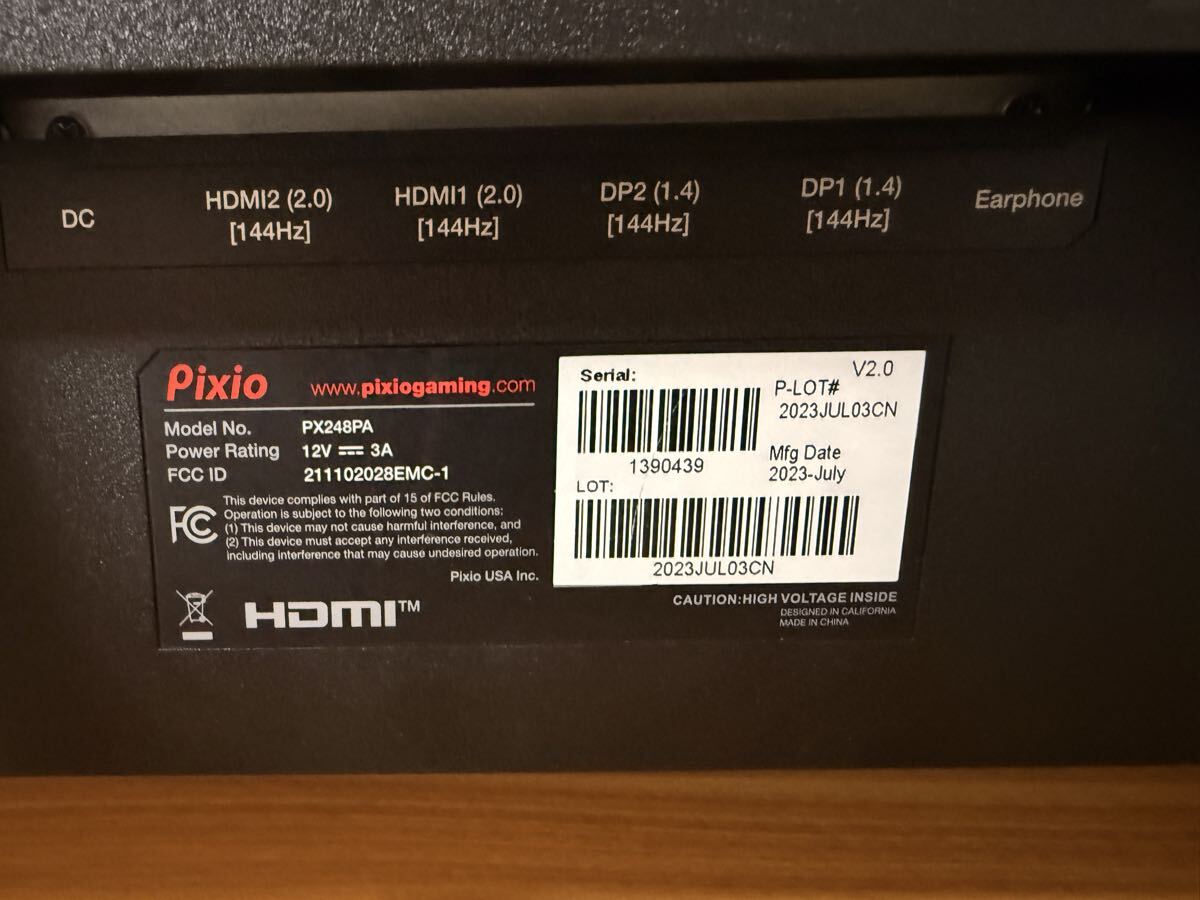 DC
HDMI2 (2.0)
[144Hz]
HDMI1 (2.0)
[144Hz]
DP2 (1.4)
[144Hz]
DP1 (1.4)
[144Hz]
Earphone
Pixio
www.pixiogaming.com
Model No. PX248PA
Power Rating 12V ⎓ 3A
FCC ID 211102028EMC-1
FC
This device complies with part of 15 of FCC Rules.
Operation is subject to the following two conditions:
(1) This device may not cause harmful interference, and
(2) This device must accept any interference received,
including interference that may cause undesired operation.
Pixio USA Inc.
HDMI™
Serial:
1390439
V2.0
P-LOT#
2023JUL03CN
Mfg Date
2023-July
LOT:
2023JUL03CN
CAUTION:HIGH VOLTAGE INSIDE
DESIGNED IN CALIFORNIA
MADE IN CHINA